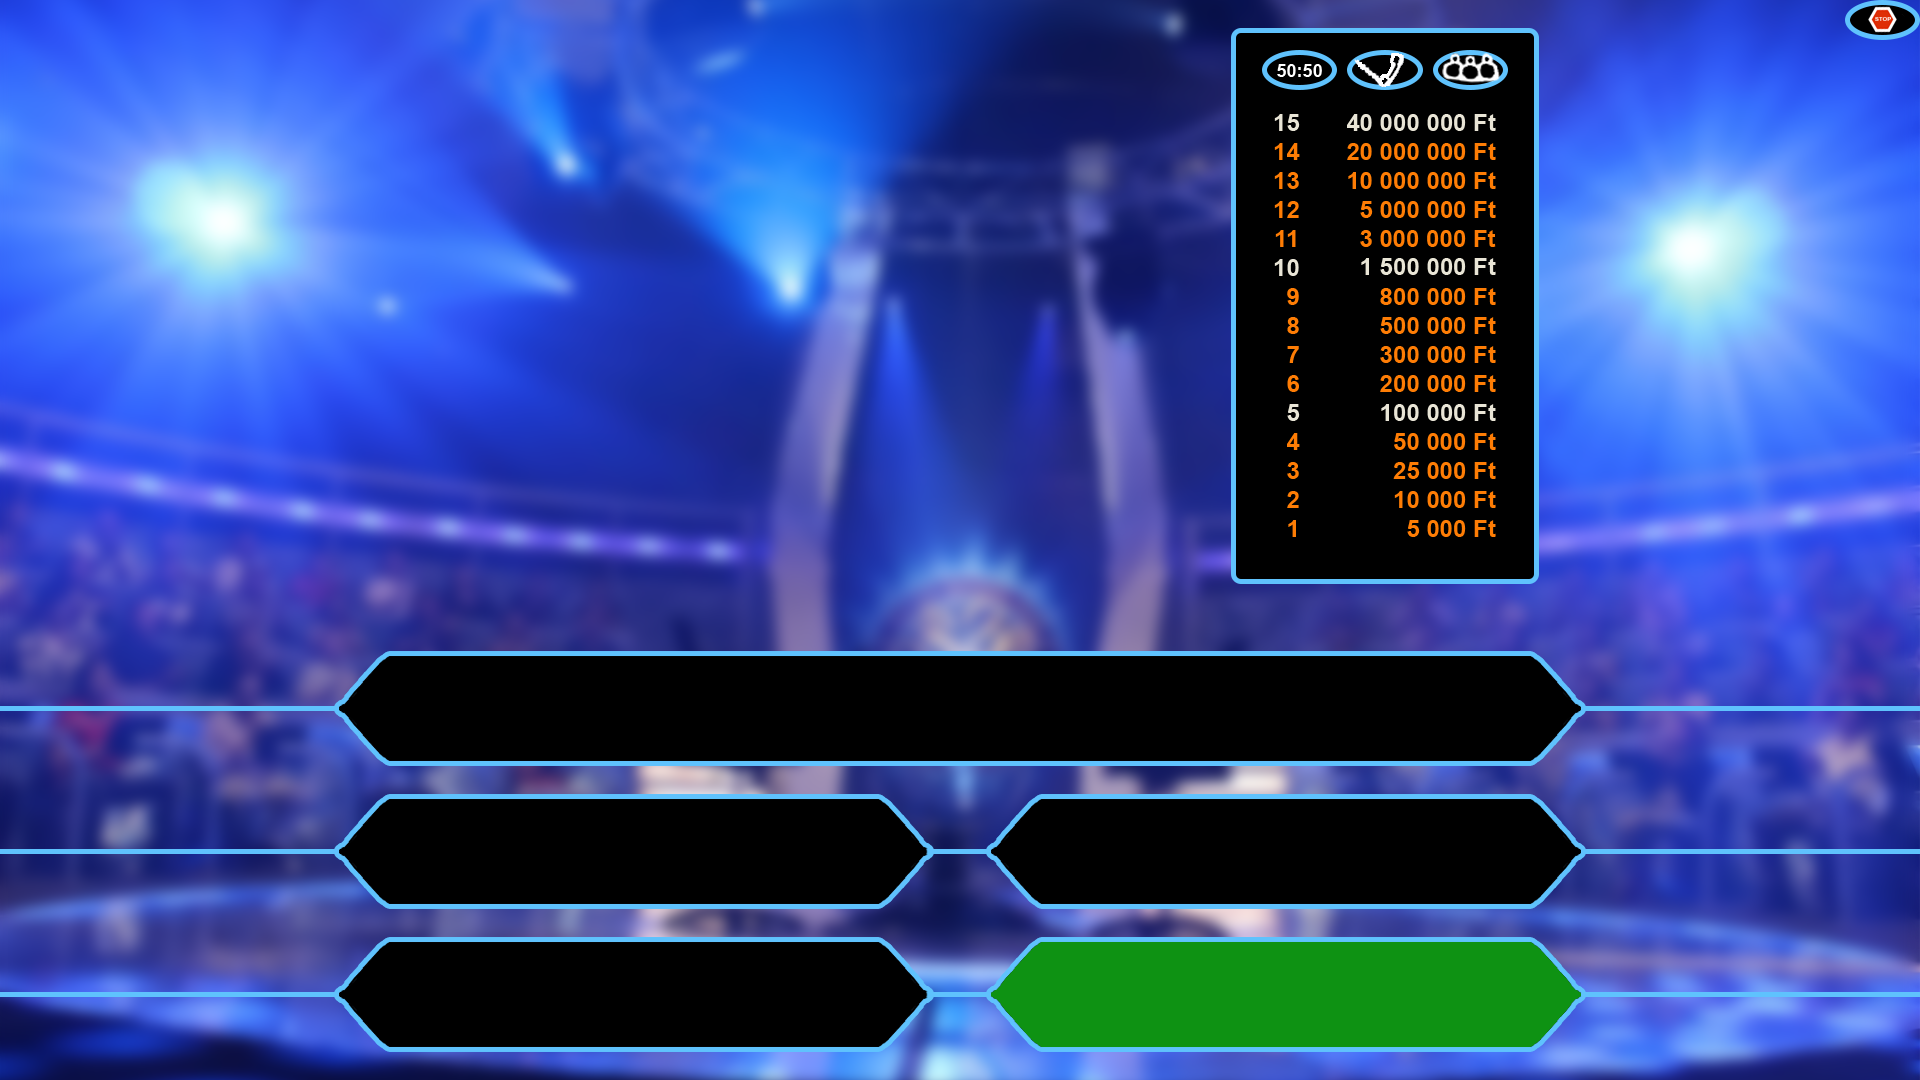 STOP
50:50
15 40 000 000 Ft
14 20 000 000 Ft
13 10 000 000 Ft
12 5 000 000 Ft
11 3 000 000 Ft
10 1 500 000 Ft
9 800 000 Ft
8 500 000 Ft
7 300 000 Ft
6 200 000 Ft
5 100 000 Ft
4 50 000 Ft
3 25 000 Ft
2 10 000 Ft
1 5 000 Ft